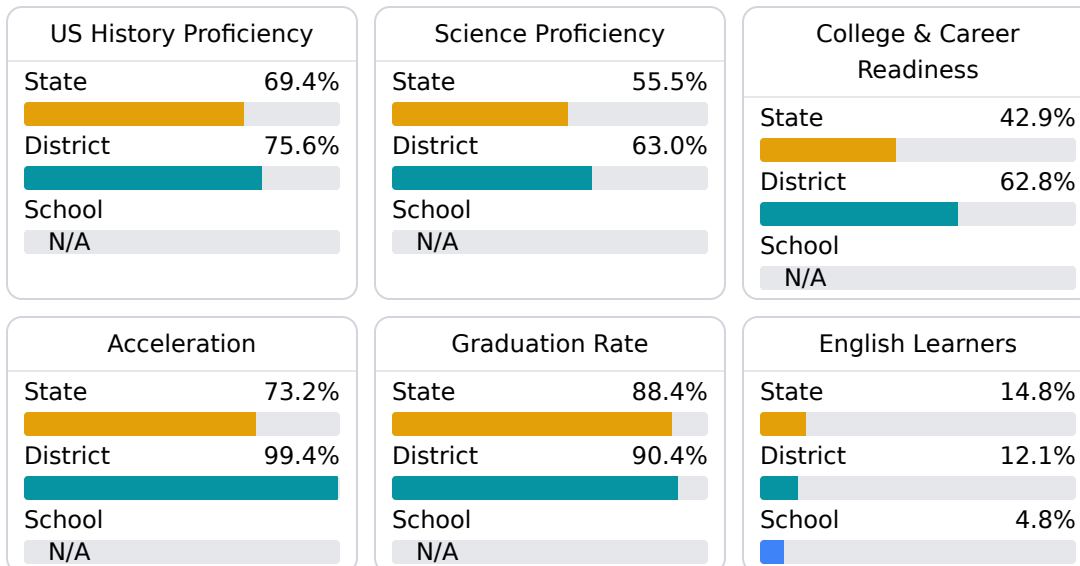 US History Proficiency
State 69.4%
District 75.6%
School
N/A
Science Proficiency
State 55.5%
District 63.0%
School
N/A
College & Career
Readiness
State 42.9%
District 62.8%
School
N/A
Acceleration
State 73.2%
District 99.4%
School
N/A
Graduation Rate
State 88.4%
District 90.4%
School
N/A
English Learners
State 14.8%
District 12.1%
School 4.8%